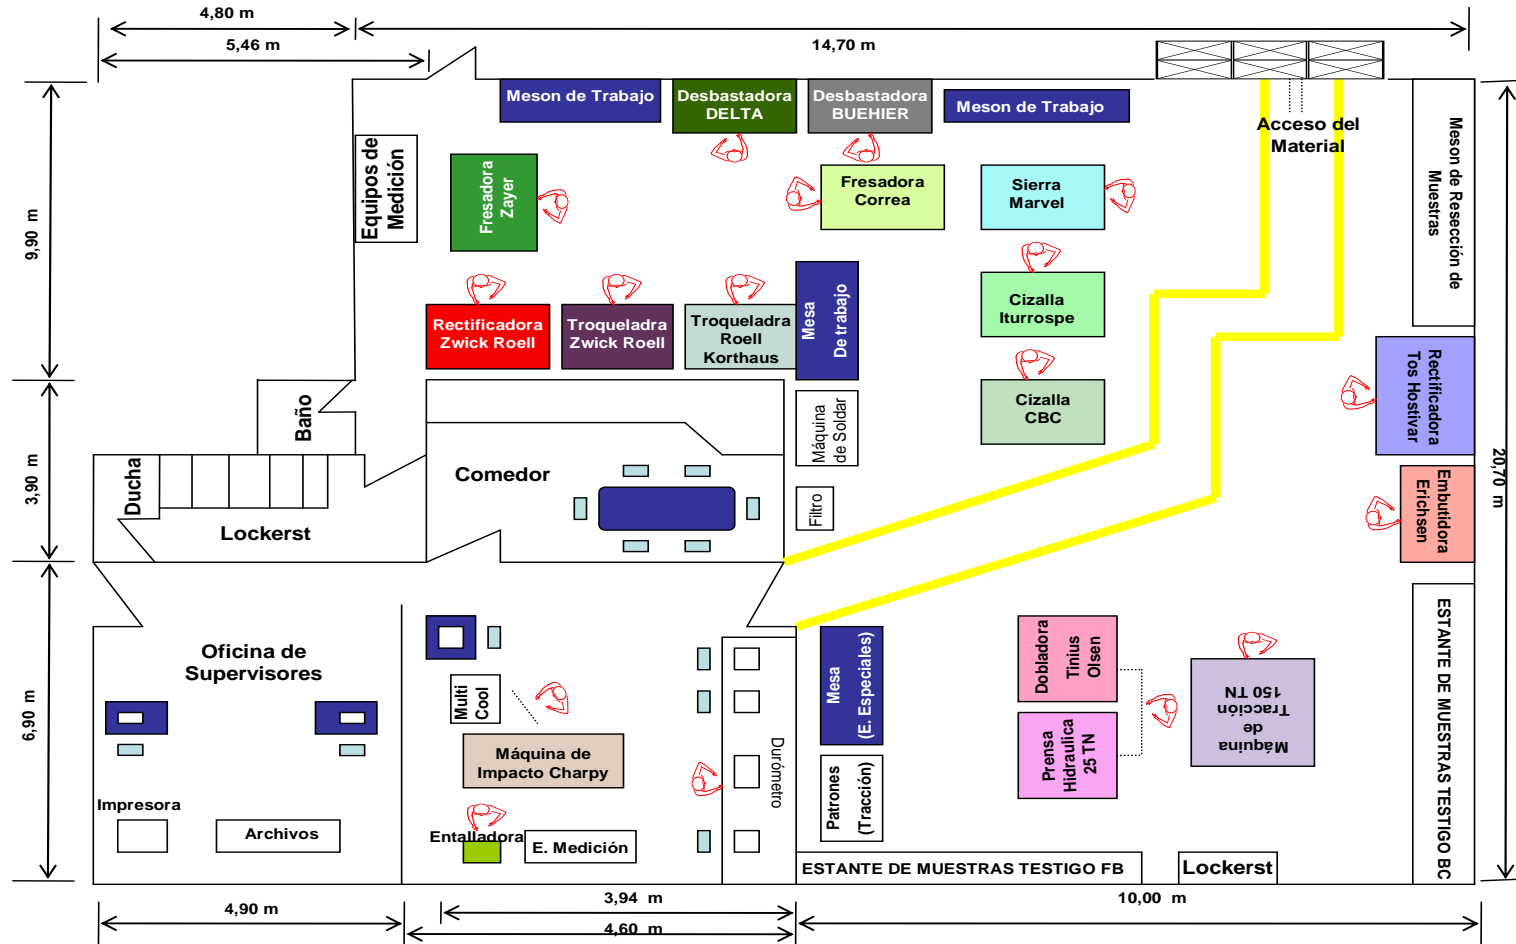 4,80 m
5,46 m
14,70 m
Meson de Trabajo
Desbastadora
DELTA
Desbastadora
BUEHIER
Meson de Trabajo
Acceso del
Material
Meson de Resección de
Muestras
Equipos de
Medición
Fresadora
Zayer
Fresadora
Correa
Sierra
Marvel
9,90 m
Mesa
De trabajo
Cizalla
Iturrospe
Rectificadora
Zwick Roell
Troqueladra
Zwick Roell
Troqueladra
Roell
Korthaus
Rectificadora
Tos Hostivar
Cizalla
CBC
Baño
Máquina
de Soldar
3,90 m
Ducha
Comedor
Lockerst
Filtro
Embutidora
Erichsen
20,70 m
Oficina de
Supervisores
Multi
Cool
Mesa
(E. Especiales)
Dobladora
Tinius
Olsen
Máquina
de
Tracción
150 TN
ESTANTE DE MUESTRAS TESTIGO BC
6,90 m
Máquina de
Impacto Charpy
Durómetro
Prensa
Hidraulica
25 TN
Patrones
(Tracción)
Impresora
Archivos
Entalladora
E. Medición
ESTANTE DE MUESTRAS TESTIGO FB
Lockerst
4,90 m
3,94 m
4,60 m
10,00 m